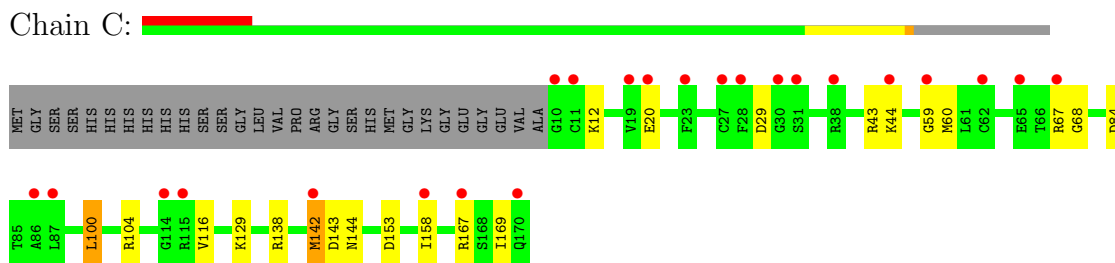 Chain C:
MET GLY SER SER HIS HIS HIS HIS HIS HIS SER SER GLY LEU VAL PRO ARG GLY SER HIS MET GLY LYS GLY GLU GLY GLU VAL ALA G10 C11 K12 V19 E20 F23 C27 F28 D29 G30 S31 R38 R43 K44 G59 M60 L61 C62 E65 T66 R67 G68
T85 A86 L87 L100 R104 G114 R115 V116 K129 R138 M142 D143 N144 D153 I158 R167 S168 I169 Q170